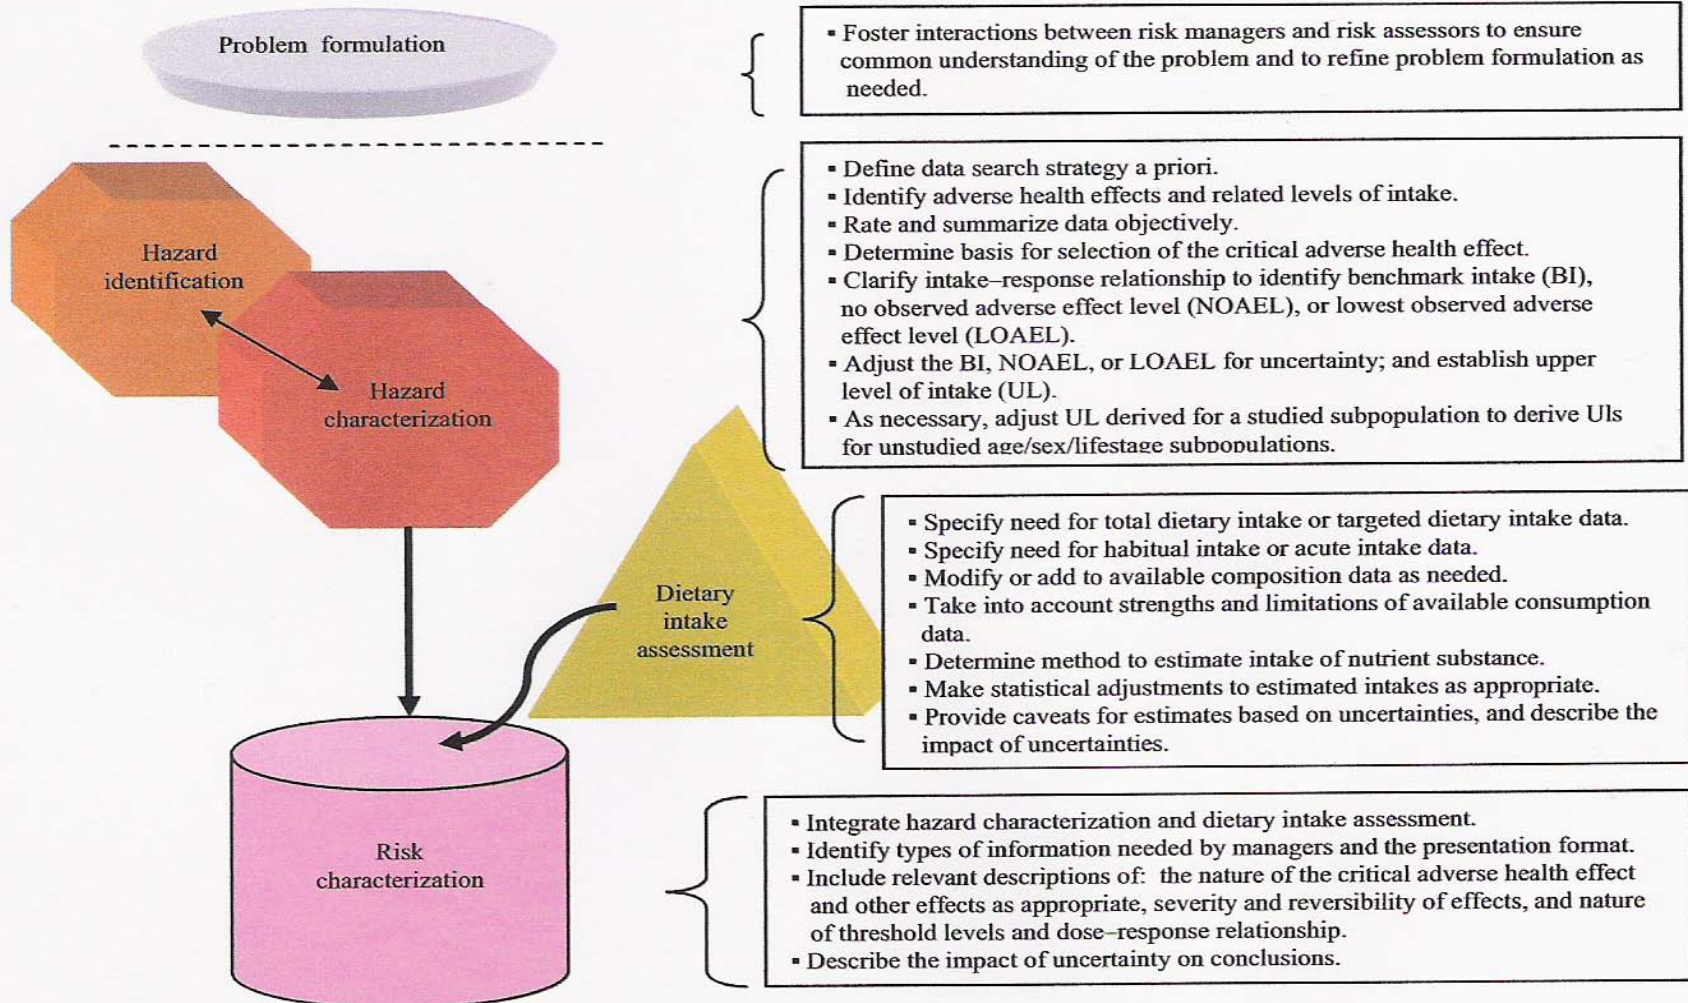 Problem formulation
▪ Foster interactions between risk managers and risk assessors to ensure
common understanding of the problem and to refine problem formulation as
needed.
Hazard
identification
Hazard
characterization
▪ Define data search strategy a priori.
▪ Identify adverse health effects and related levels of intake.
▪ Rate and summarize data objectively.
▪ Determine basis for selection of the critical adverse health effect.
▪ Clarify intake–response relationship to identify benchmark intake (BI),
no observed adverse effect level (NOAEL), or lowest observed adverse
effect level (LOAEL).
▪ Adjust the BI, NOAEL, or LOAEL for uncertainty; and establish upper
level of intake (UL).
▪ As necessary, adjust UL derived for a studied subpopulation to derive Uls
for unstudied age/sex/lifestage subpopulations.
Dietary
intake
assessment
▪ Specify need for total dietary intake or targeted dietary intake data.
▪ Specify need for habitual intake or acute intake data.
▪ Modify or add to available composition data as needed.
▪ Take into account strengths and limitations of available consumption
data.
▪ Determine method to estimate intake of nutrient substance.
▪ Make statistical adjustments to estimated intakes as appropriate.
▪ Provide caveats for estimates based on uncertainties, and describe the
impact of uncertainties.
Risk
characterization
▪ Integrate hazard characterization and dietary intake assessment.
▪ Identify types of information needed by managers and the presentation format.
▪ Include relevant descriptions of: the nature of the critical adverse health effect
and other effects as appropriate, severity and reversibility of effects, and nature
of threshold levels and dose–response relationship.
▪ Describe the impact of uncertainty on conclusions.